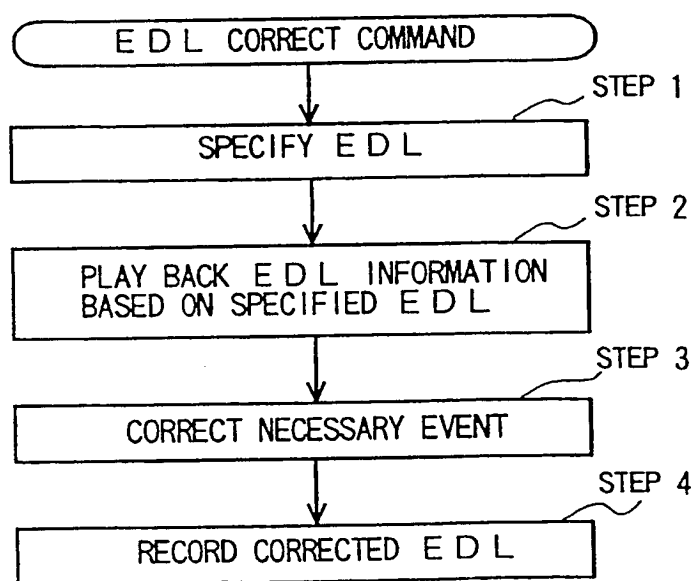 EDL CORRECT COMMAND
STEP 1
SPECIFY EDL
STEP 2
PLAY BACK EDL INFORMATION
BASED ON SPECIFIED EDL
STEP 3
CORRECT NECESSARY EVENT
STEP 4
RECORD CORRECTED EDL